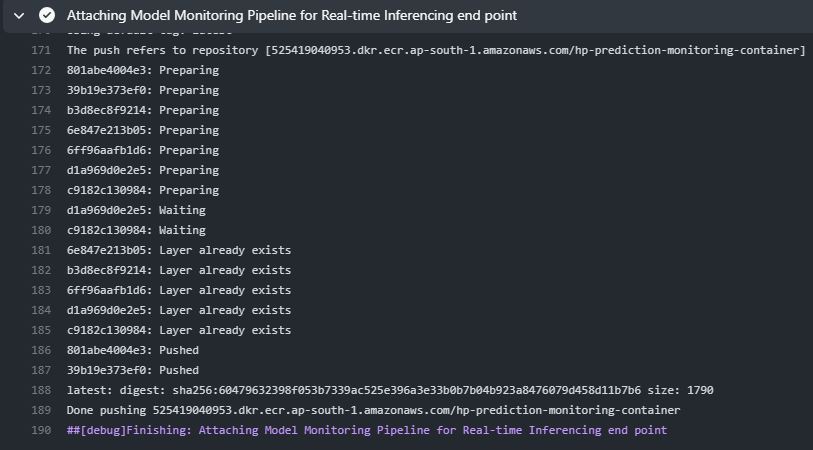 Attaching Model Monitoring Pipeline for Real-time Inferencing end point
171 The push refers to repository [525419040953.dkr.ecr.ap-south-1.amazonaws.com/hp-prediction-monitoring-container]
172 801abe4004e3: Preparing
173 39b19e373ef0: Preparing
174 b3d8ec8f9214: Preparing
175 6e847e213b05: Preparing
176 6ff96aafb1d6: Preparing
177 d1a969d0e2e5: Preparing
178 c9182c130984: Preparing
179 d1a969d0e2e5: Waiting
180 c9182c130984: Waiting
181 6e847e213b05: Layer already exists
182 b3d8ec8f9214: Layer already exists
183 6ff96aafb1d6: Layer already exists
184 d1a969d0e2e5: Layer already exists
185 c9182c130984: Layer already exists
186 801abe4004e3: Pushed
187 39b19e373ef0: Pushed
188 latest: digest: sha256:60479632398f053b7339ac525e396a3e33b0b7b04b923a8476079d458d11b7b6 size: 1790
189 Done pushing 525419040953.dkr.ecr.ap-south-1.amazonaws.com/hp-prediction-monitoring-container
190 ##[debug]Finishing: Attaching Model Monitoring Pipeline for Real-time Inferencing end point